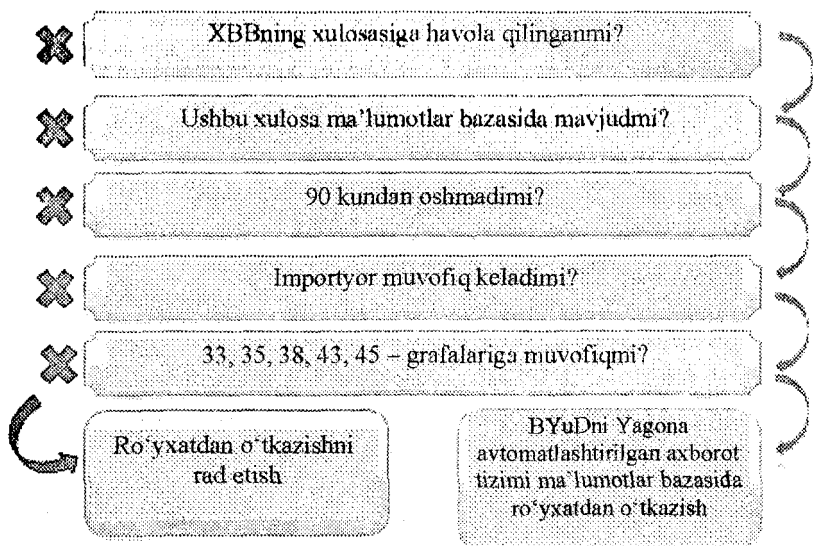 XBBning xulosasiga havola qilinganmi?
Ushbu xulosa ma'lumotlar bazasida mavjudmi?
90 kundan oshmadimi?
Importyor muvofiq keladimi?
33, 35, 38, 43, 45 – grafalariga muvofiqmi?
Ro'yxatdan o'tkazishni
rad etish
BYuDni Yagona
avtomatlashtirilgan axborot
tizimi ma'lumotlar bazasida
ro'yxatdan o'tkazish